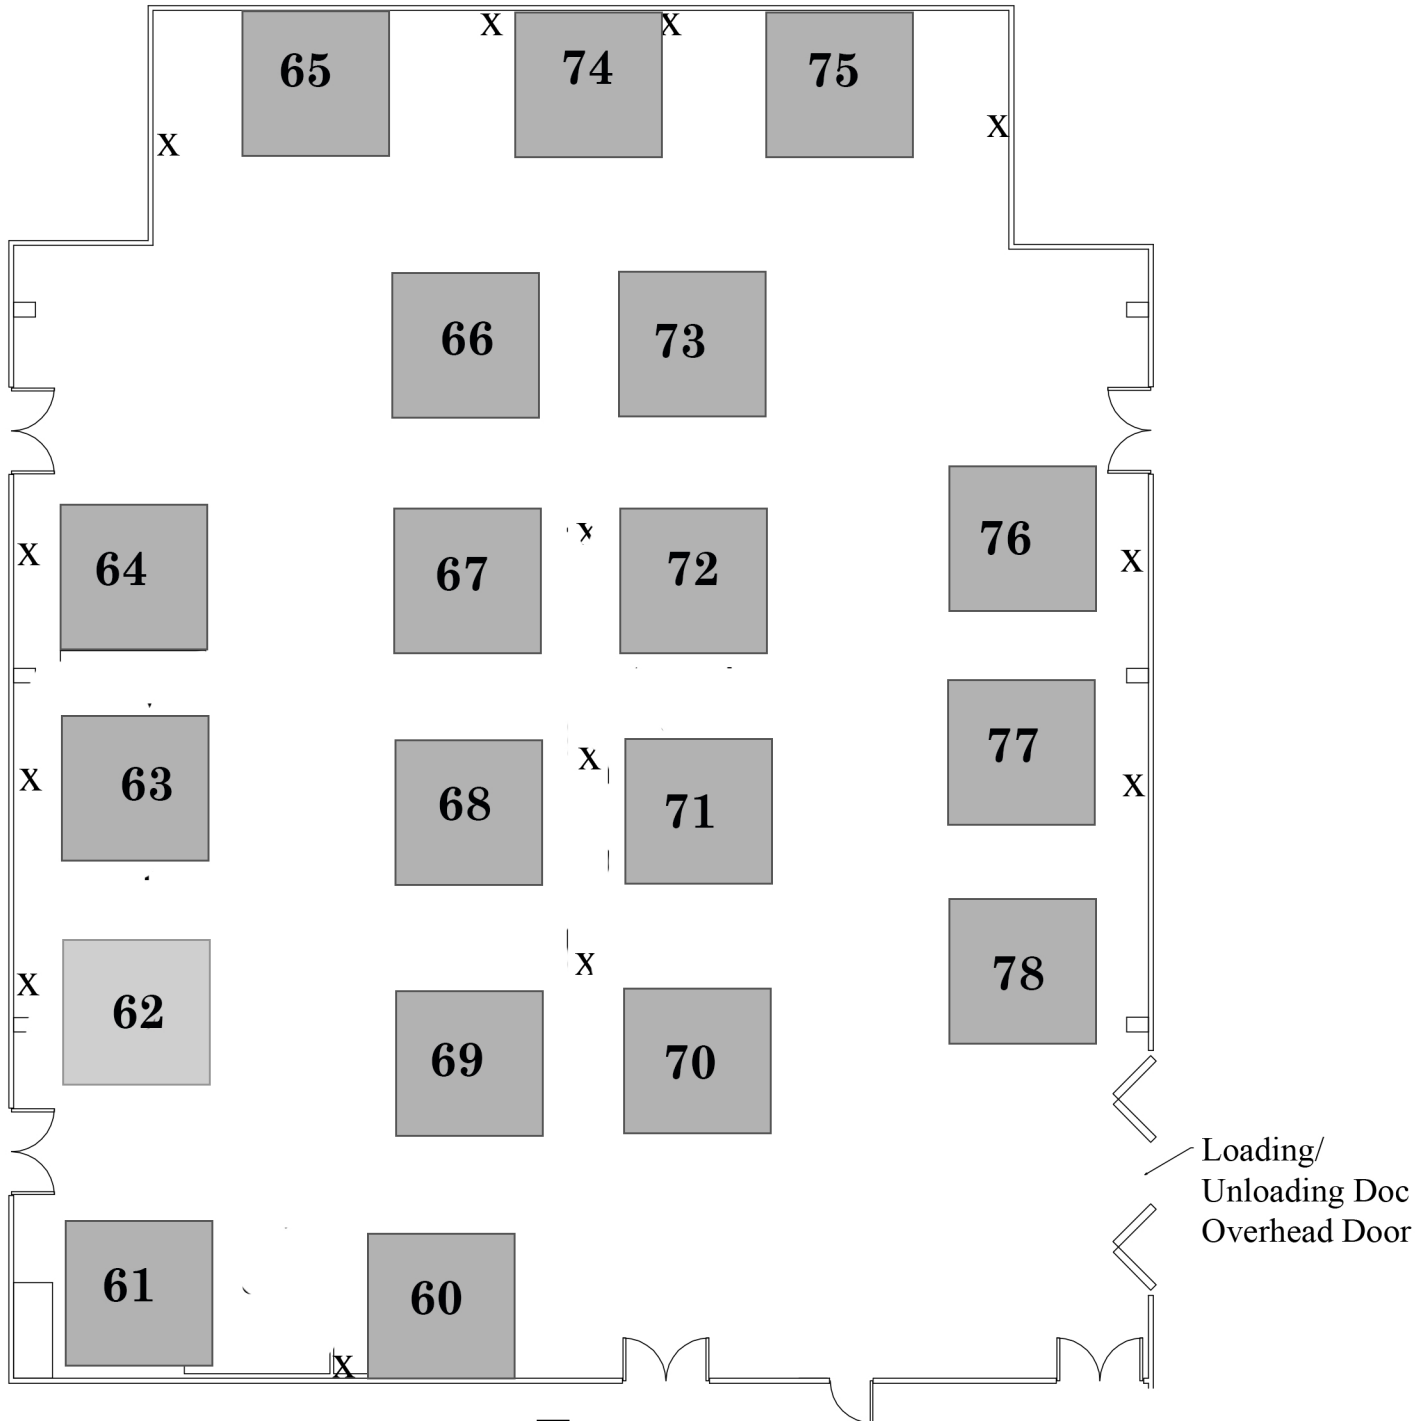 X X
65 74 75
X X
66 73
X 64 67 X 72 76 X
X 63 68 X 71 77 X
X 62 69 X 70 78
Loading/
Unloading Doc
Overhead Door
61 60
X